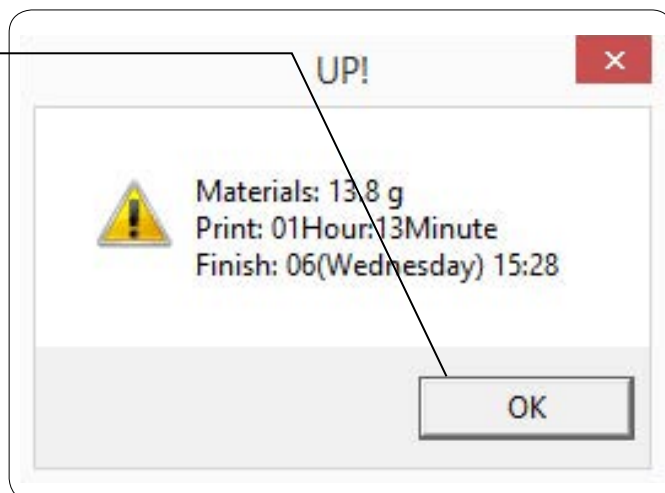 UP!
Materials: 13.8 g
Print: 01Hour:13Minute
Finish: 06(Wednesday) 15:28
OK